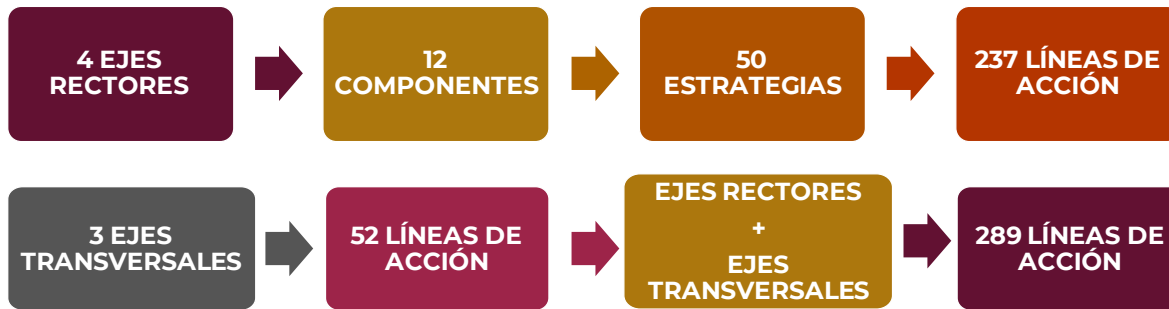 4 EJES
RECTORES
12
COMPONENTES
50
ESTRATEGIAS
237 LÍNEAS DE
ACCIÓN
3 EJES
TRANSVERSALES
52 LÍNEAS DE
ACCIÓN
EJES RECTORES
+
EJES
TRANSVERSALES
289 LÍNEAS DE
ACCIÓN